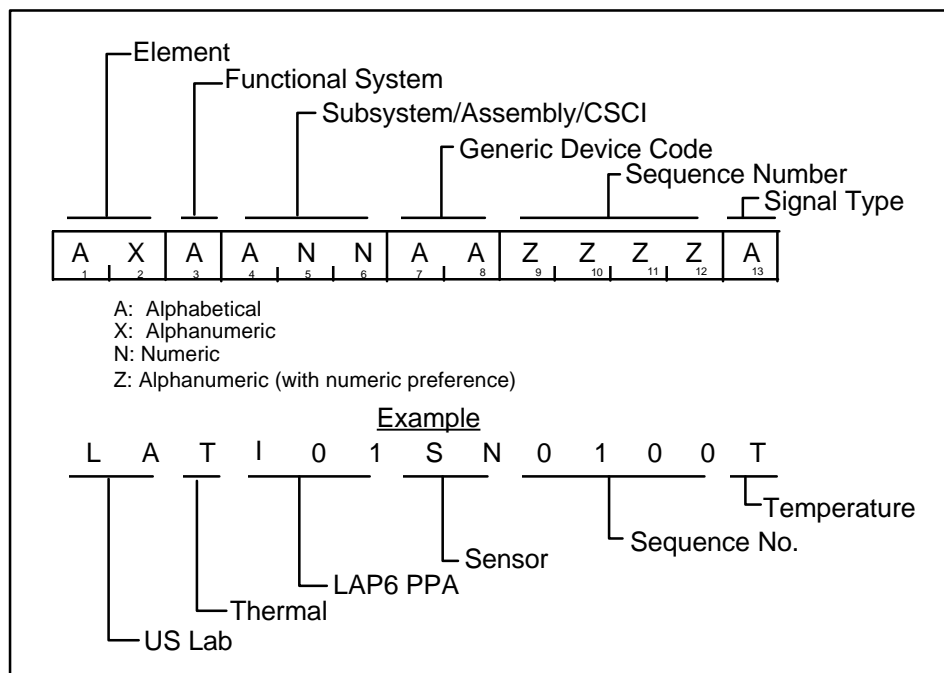 Element
Functional System
Subsystem/Assembly/CSCI
Generic Device Code
Sequence Number
Signal Type
A X A A N N A A Z Z Z Z A
1 2 3 4 5 6 7 8 9 10 11 12 13
A: Alphabetical
X: Alphanumeric
N: Numeric
Z: Alphanumeric (with numeric preference)
Example
L A T I 0 1 S N 0 1 0 0 T
Temperature
Sequence No.
Sensor
LAP6 PPA
Thermal
US Lab